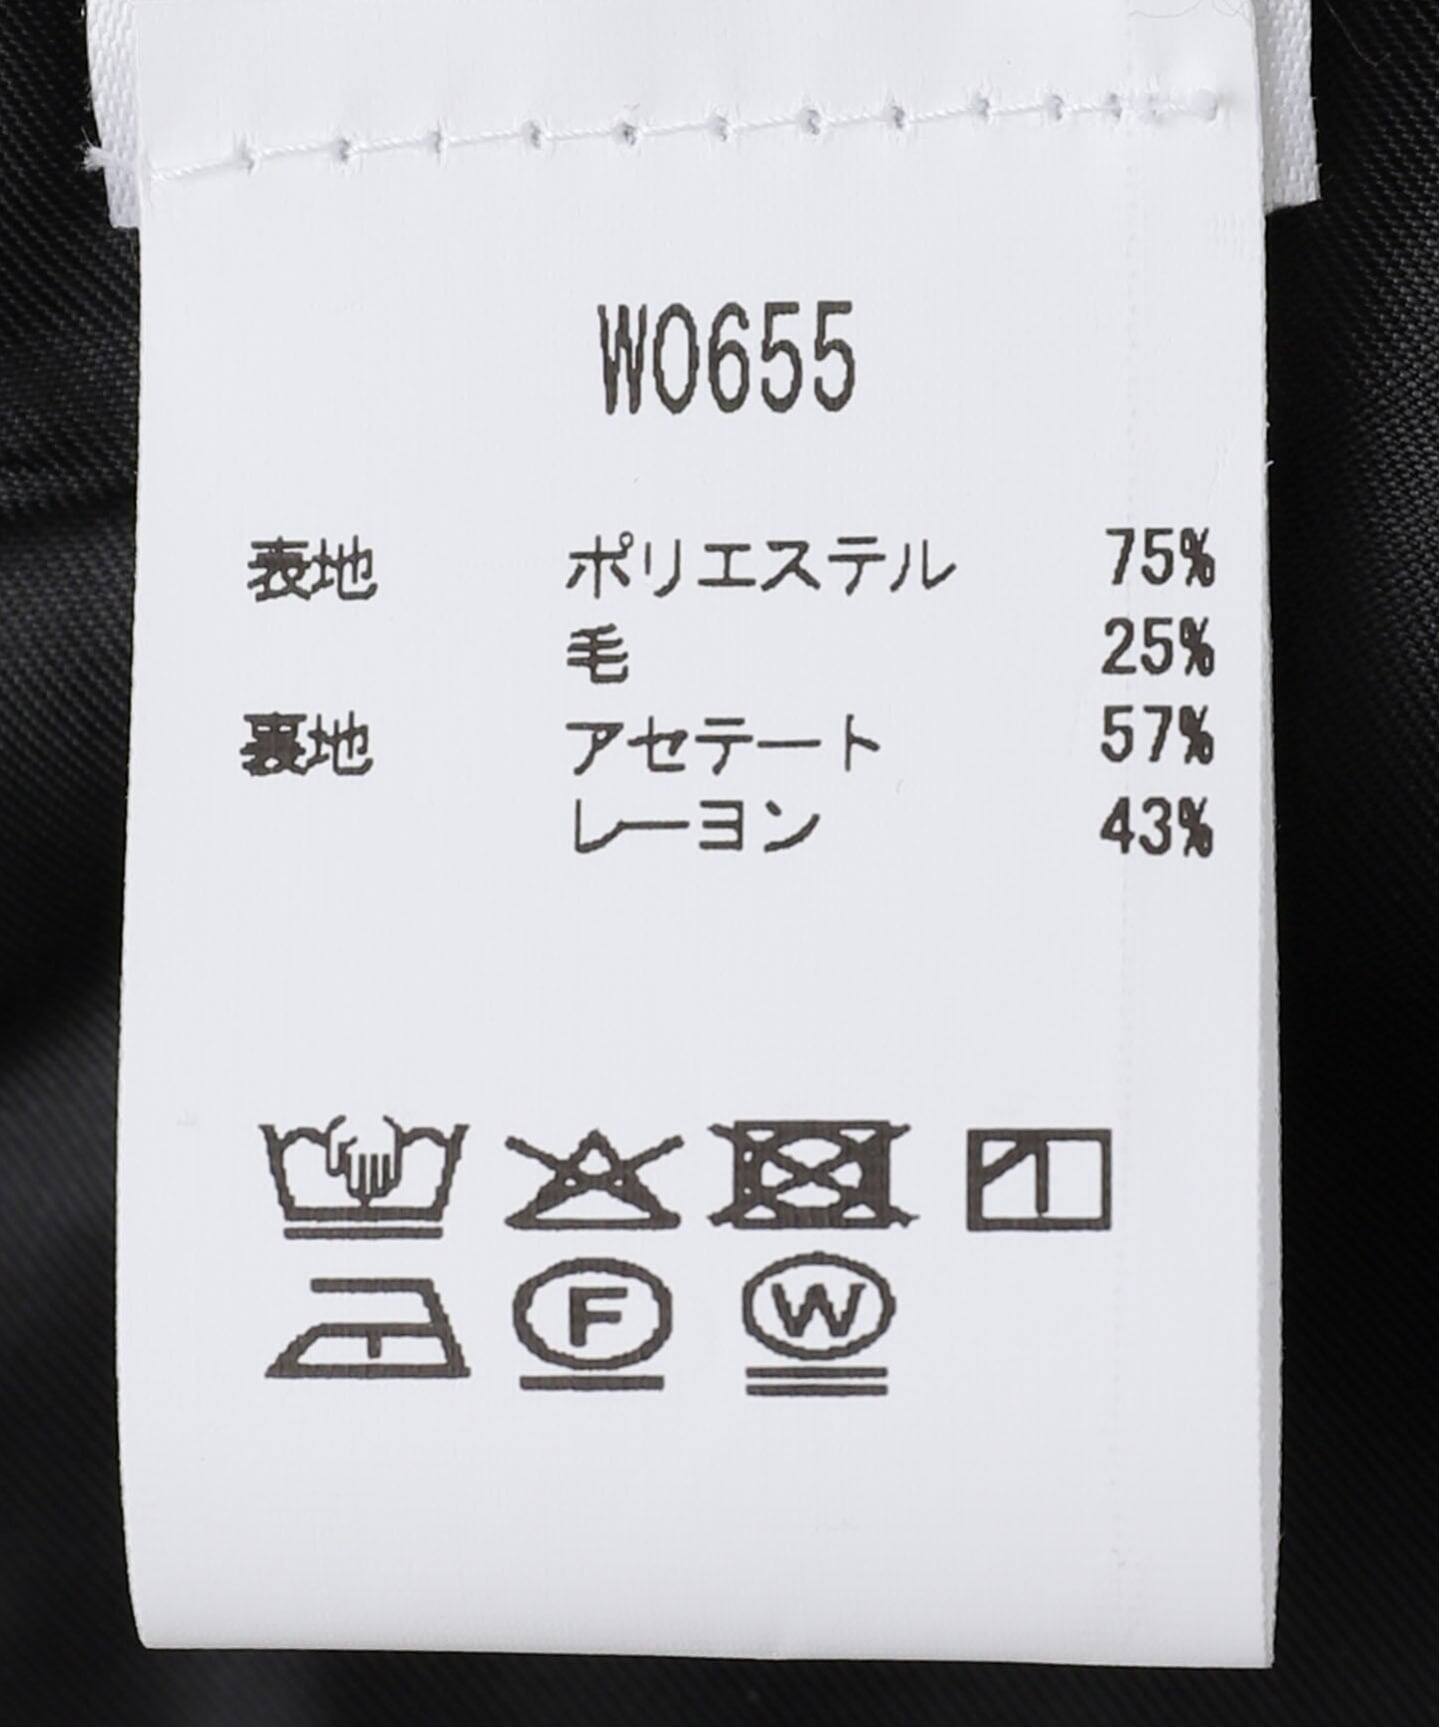 W0655
表地 ポリエステル 75%
毛 25%
裏地 アセテート 57%
レーヨン 43%
F W